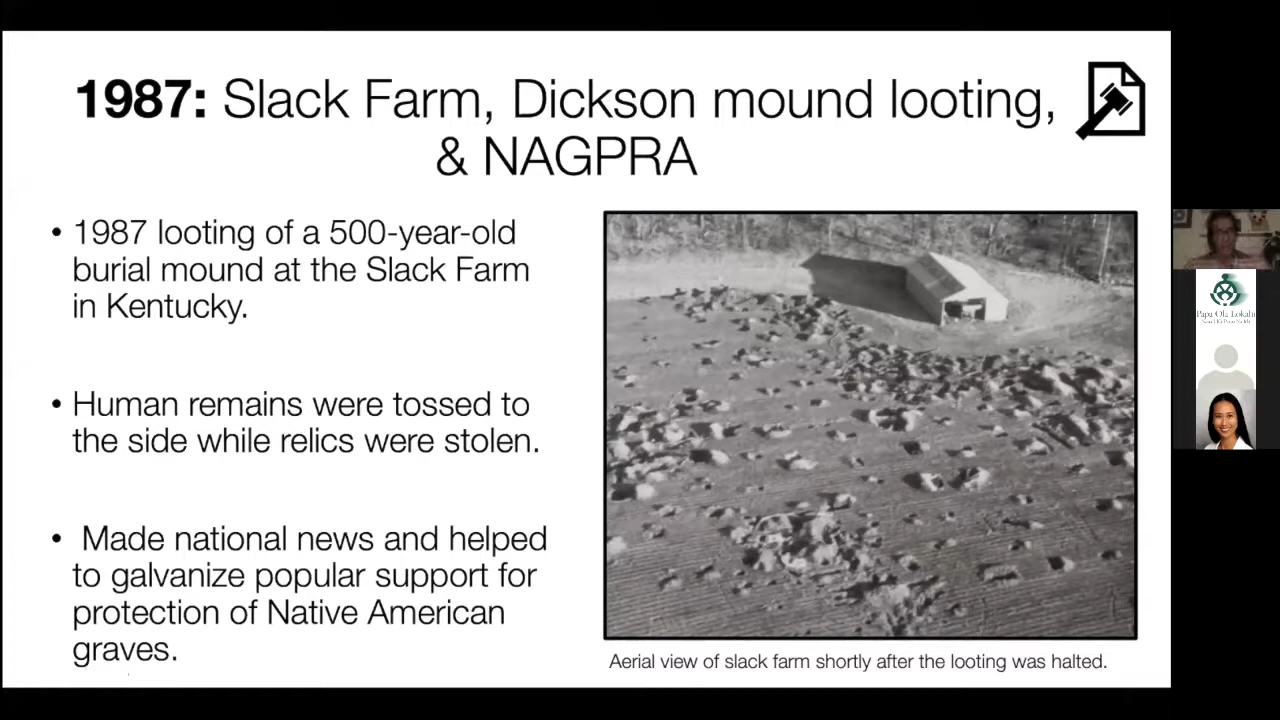 1987: Slack Farm, Dickson mound looting,
& NAGPRA
• 1987 looting of a 500-year-old
burial mound at the Slack Farm
in Kentucky.
• Human remains were tossed to
the side while relics were stolen.
• Made national news and helped
to galvanize popular support for
protection of Native American
graves.
Aerial view of slack farm shortly after the looting was halted.
Papa Ola Lokahi